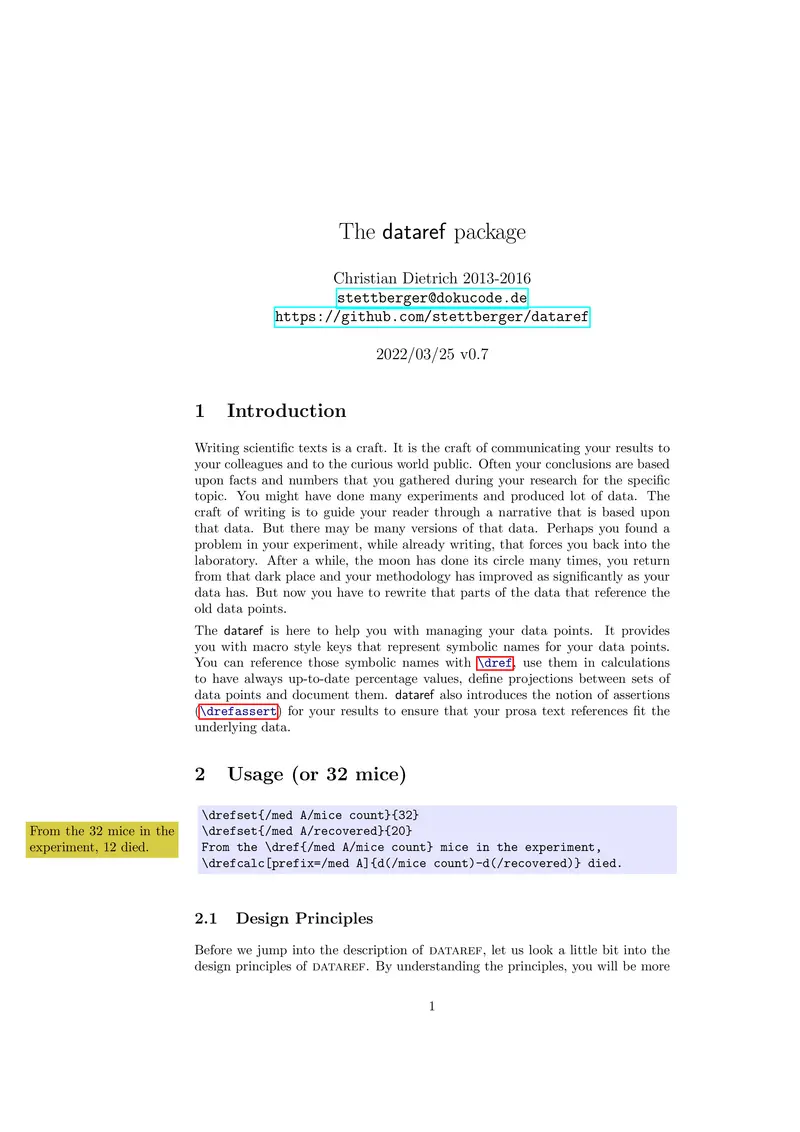 The dataref package
Christian Dietrich 2013-2016
stettberger@dokucode.de
https://github.com/stettberger/dataref
2022/03/25 v0.7
1 Introduction
Writing scientific texts is a craft. It is the craft of communicating your results to
your colleagues and to the curious world public. Often your conclusions are based
upon facts and numbers that you gathered during your research for the specific
topic. You might have done many experiments and produced lot of data. The
craft of writing is to guide your reader through a narrative that is based upon
that data. But there may be many versions of that data. Perhaps you found a
problem in your experiment, while already writing, that forces you back into the
laboratory. After a while, the moon has done its circle many times, you return
from that dark place and your methodology has improved as significantly as your
data has. But now you have to rewrite that parts of the data that reference the
old data points.
The dataref is here to help you with managing your data points. It provides
you with macro style keys that represent symbolic names for your data points.
You can reference those symbolic names with \dref, use them in calculations
to have always up-to-date percentage values, define projections between sets of
data points and document them. dataref also introduces the notion of assertions
(\drefassert) for your results to ensure that your prosa text references fit the
underlying data.
2 Usage (or 32 mice)
From the 32 mice in the
experiment, 12 died.
\drefset{/med A/mice count}{32}
\drefset{/med A/recovered}{20}
From the \dref{/med A/mice count} mice in the experiment,
\drefcalc[prefix=/med A]{d(/mice count)-d(/recovered)} died.
2.1 Design Principles
Before we jump into the description of DATAREF, let us look a little bit into the
design principles of DATAREF. By understanding the principles, you will be more
1